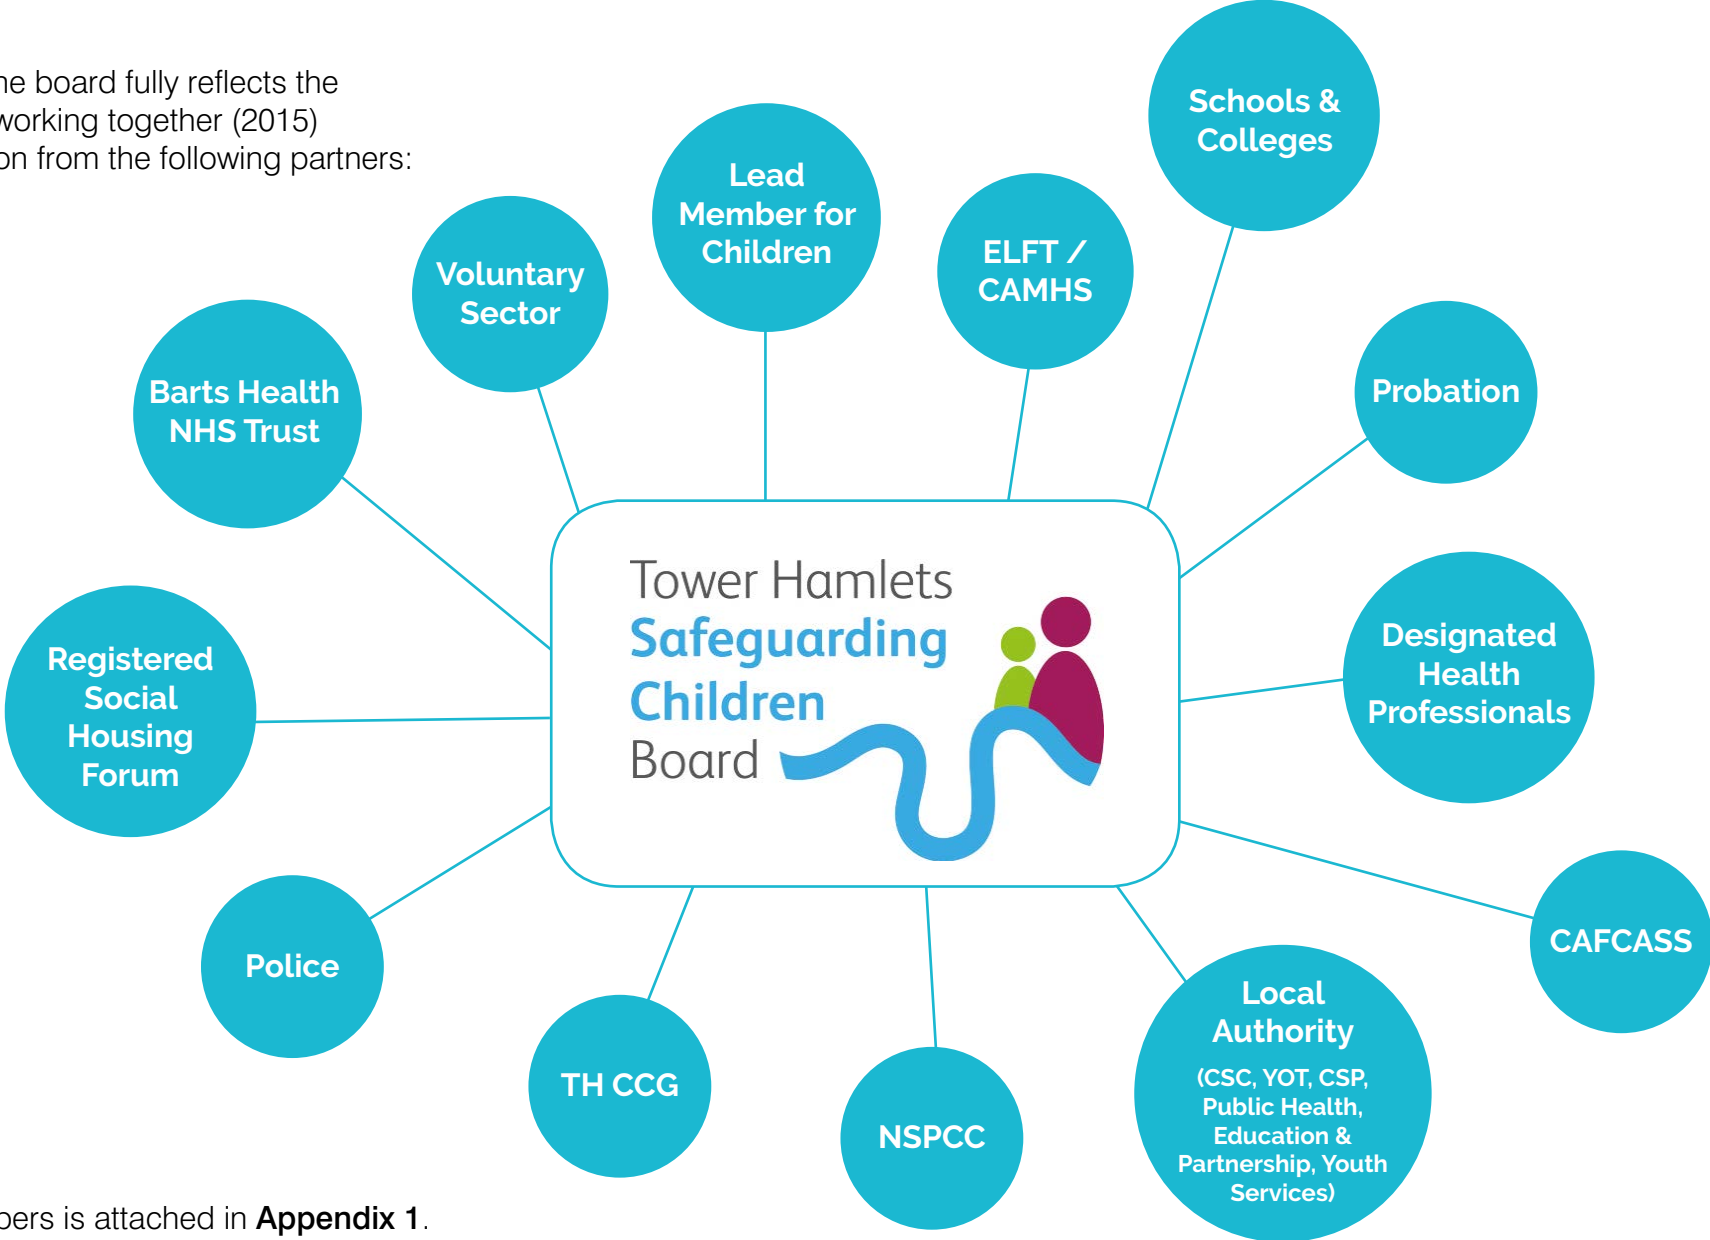 board fully reflects the
working together (2015)
from the following partners:
Schools &
Colleges
Lead
Member for
Children
ELFT /
CAMHS
Voluntary
Sector
Barts Health
NHS Trust
Probation
Tower Hamlets
Safeguarding
Children
Board
Designated
Health
Professionals
Registered
Social
Housing
Forum
CAFCASS
Police
Local
Authority
(CSC, YOT, CSP,
Public Health,
Education &
Partnership, Youth
Services)
TH CCG
NSPCC
is attached in Appendix 1.